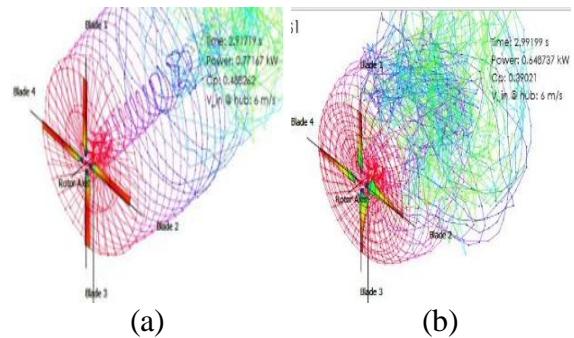 Blade 1
Time: 2.91719 s
Power: 0.77167 kW
Cp: 0.468262
V_in @ hub: 6 m/s
Blade 4
Rotor Axis
Blade 2
Blade 3
(a)
Time: 2.99199 s
Power: 0.648737 kW
Cp: 0.39021
V_in @ hub: 6 m/s
Blade 1
Blade 4
Rotor Axis
Blade 2
Blade 3
(b)